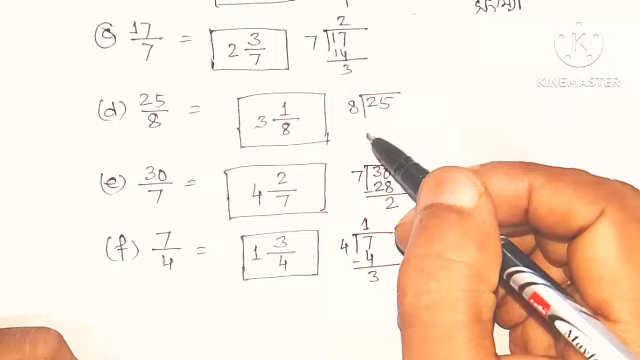 2
(c) 17/7 = 2 3/7 7 17
14
3
(d) 25/8 = 3 1/8 8 25
(e) 30/7 = 4 2/7 7 30
28
2
1
(f) 7/4 = 1 3/4 4 7
- 4
3
K
KINEMASTER
cello